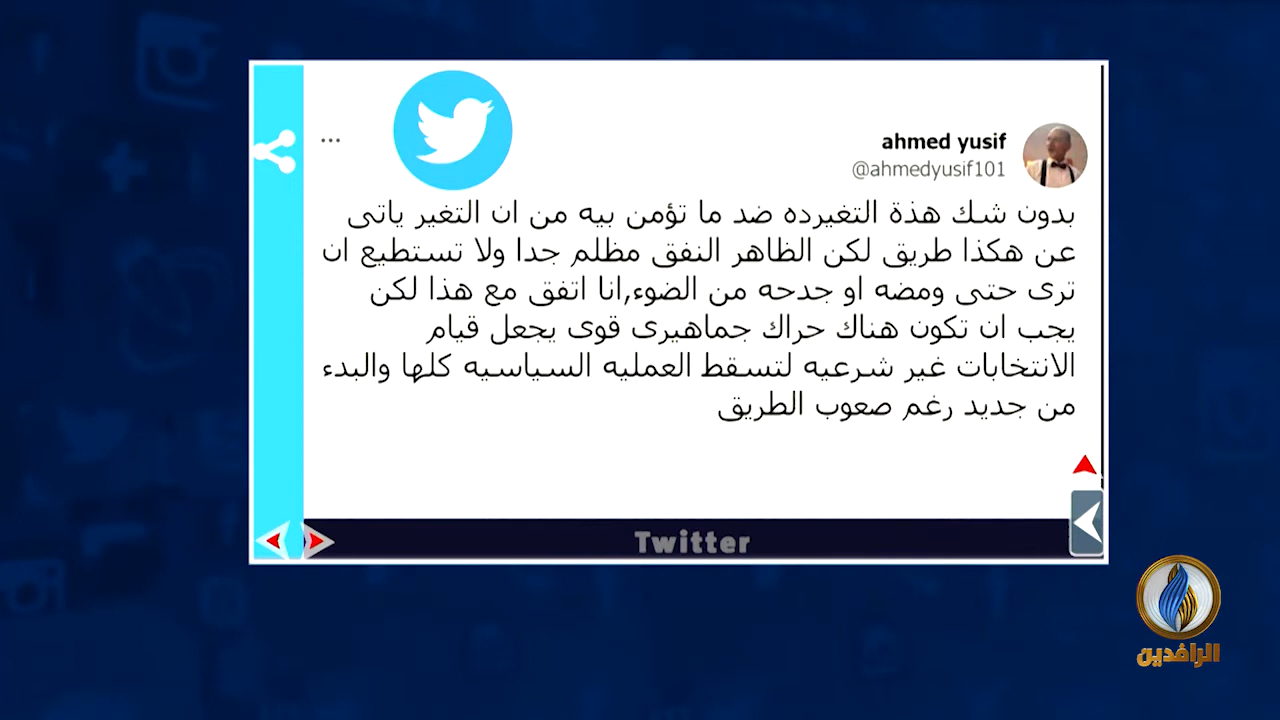 ahmed yusif
@ahmedyusif101
بدون شك هذة التغيرده ضد ما تؤمن بيه من ان التغير ياتى
عن هكذا طريق لكن الظاهر النفق مظلم جدا ولا تستطيع ان
ترى حتى ومضه او جدحه من الضوء,انا اتفق مع هذا لكن
يجب ان تكون هناك حراك جماهيرى قوى يجعل قيام
الانتخابات غير شرعيه لتسقط العمليه السياسيه كلها والبدء
من جديد رغم صعوب الطريق
Twitter
الرافدين